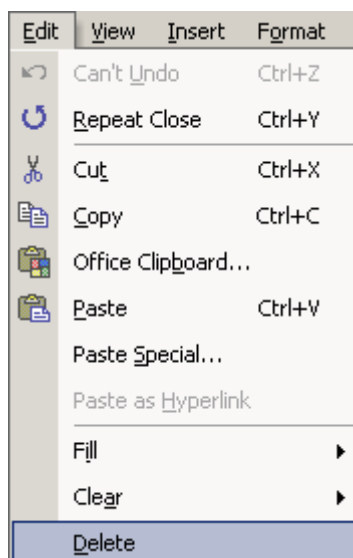 Edit View Insert Format
Can't Undo Ctrl+Z
Repeat Close Ctrl+Y
Cut Ctrl+X
Copy Ctrl+C
Office Clipboard...
Paste Ctrl+V
Paste Special...
Paste as Hyperlink
Fill
Clear
Delete